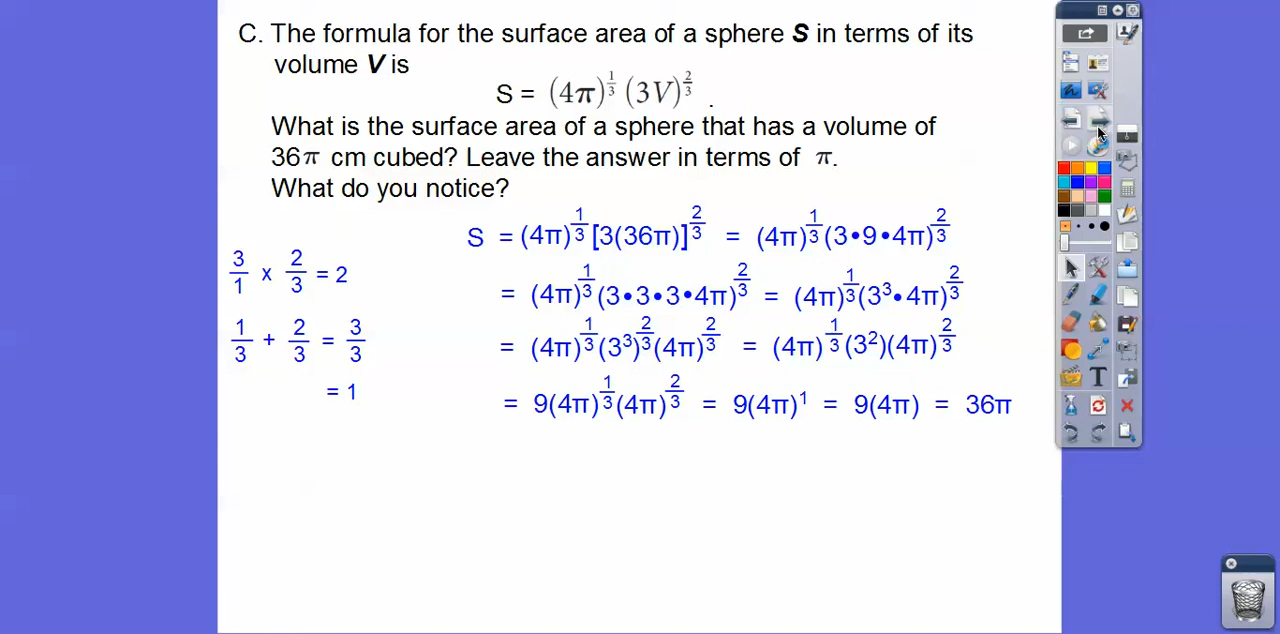 C. The formula for the surface area of a sphere S in terms of its
volume V is
S = (4π)^(1/3) (3V)^(2/3) .
What is the surface area of a sphere that has a volume of
36π cm cubed? Leave the answer in terms of π.
What do you notice?
S = (4π)^(1/3)[3(36π)]^(2/3) = (4π)^(1/3)(3•9•4π)^(2/3)
3/1 x 2/3 = 2
= (4π)^(1/3)(3•3•3•4π)^(2/3) = (4π)^(1/3)(3³•4π)^(2/3)
1/3 + 2/3 = 3/3
= (4π)^(1/3)(3³)^(2/3)(4π)^(2/3) = (4π)^(1/3)(3²)(4π)^(2/3)
= 1
= 9(4π)^(1/3)(4π)^(2/3) = 9(4π)¹ = 9(4π) = 36π
T